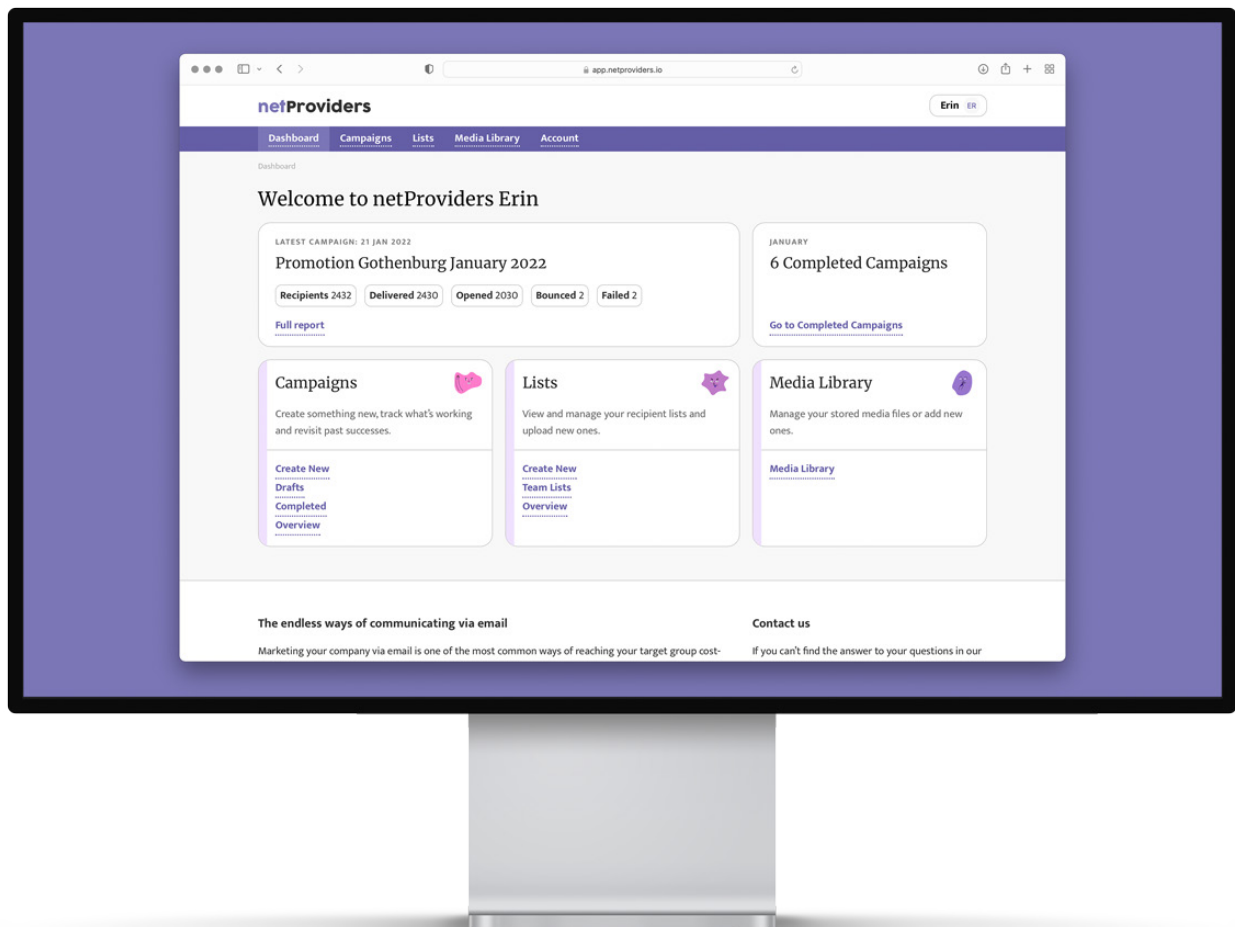 app.netproviders.io
netProviders
Erin ER
Dashboard Campaigns Lists Media Library Account
Dashboard
Welcome to netProviders Erin
LATEST CAMPAIGN: 21 JAN 2022
Promotion Gothenburg January 2022
Recipients 2432 Delivered 2430 Opened 2030 Bounced 2 Failed 2
Full report
JANUARY
6 Completed Campaigns
Go to Completed Campaigns
Campaigns
Create something new, track what's working
and revisit past successes.
Create New
Drafts
Completed
Overview
Lists
View and manage your recipient lists and
upload new ones.
Create New
Team Lists
Overview
Media Library
Manage your stored media files or add new
ones.
Media Library
The endless ways of communicating via email
Marketing your company via email is one of the most common ways of reaching your target group cost-
Contact us
If you can't find the answer to your questions in our